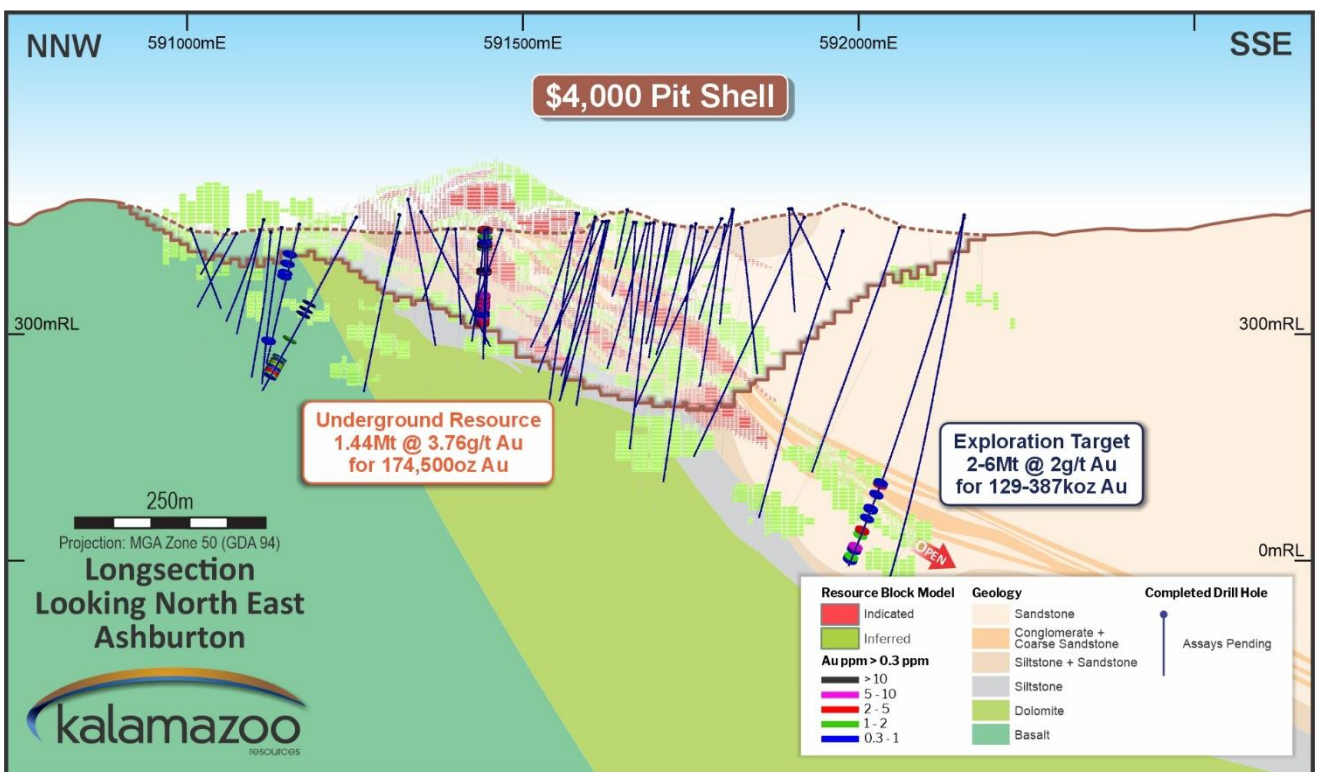 NNW
591000mE
591500mE
592000mE
SSE
$4,000 Pit Shell
300mRL
300mRL
Underground Resource
1.44Mt @ 3.76g/t Au
for 174,500oz Au
Exploration Target
2-6Mt @ 2g/t Au
for 129-387koz Au
250m
Projection: MGA Zone 50 (GDA 94)
Longsection
Looking North East
Ashburton
kalamazoo
resources
OPEN
0mRL
Resource Block Model
Indicated
Inferred
Au ppm > 0.3 ppm
>10
5 - 10
2 - 5
1 - 2
0.3 - 1
Geology
Sandstone
Conglomerate +
Coarse Sandstone
Siltstone + Sandstone
Siltstone
Dolomite
Basalt
Completed Drill Hole
Assays Pending